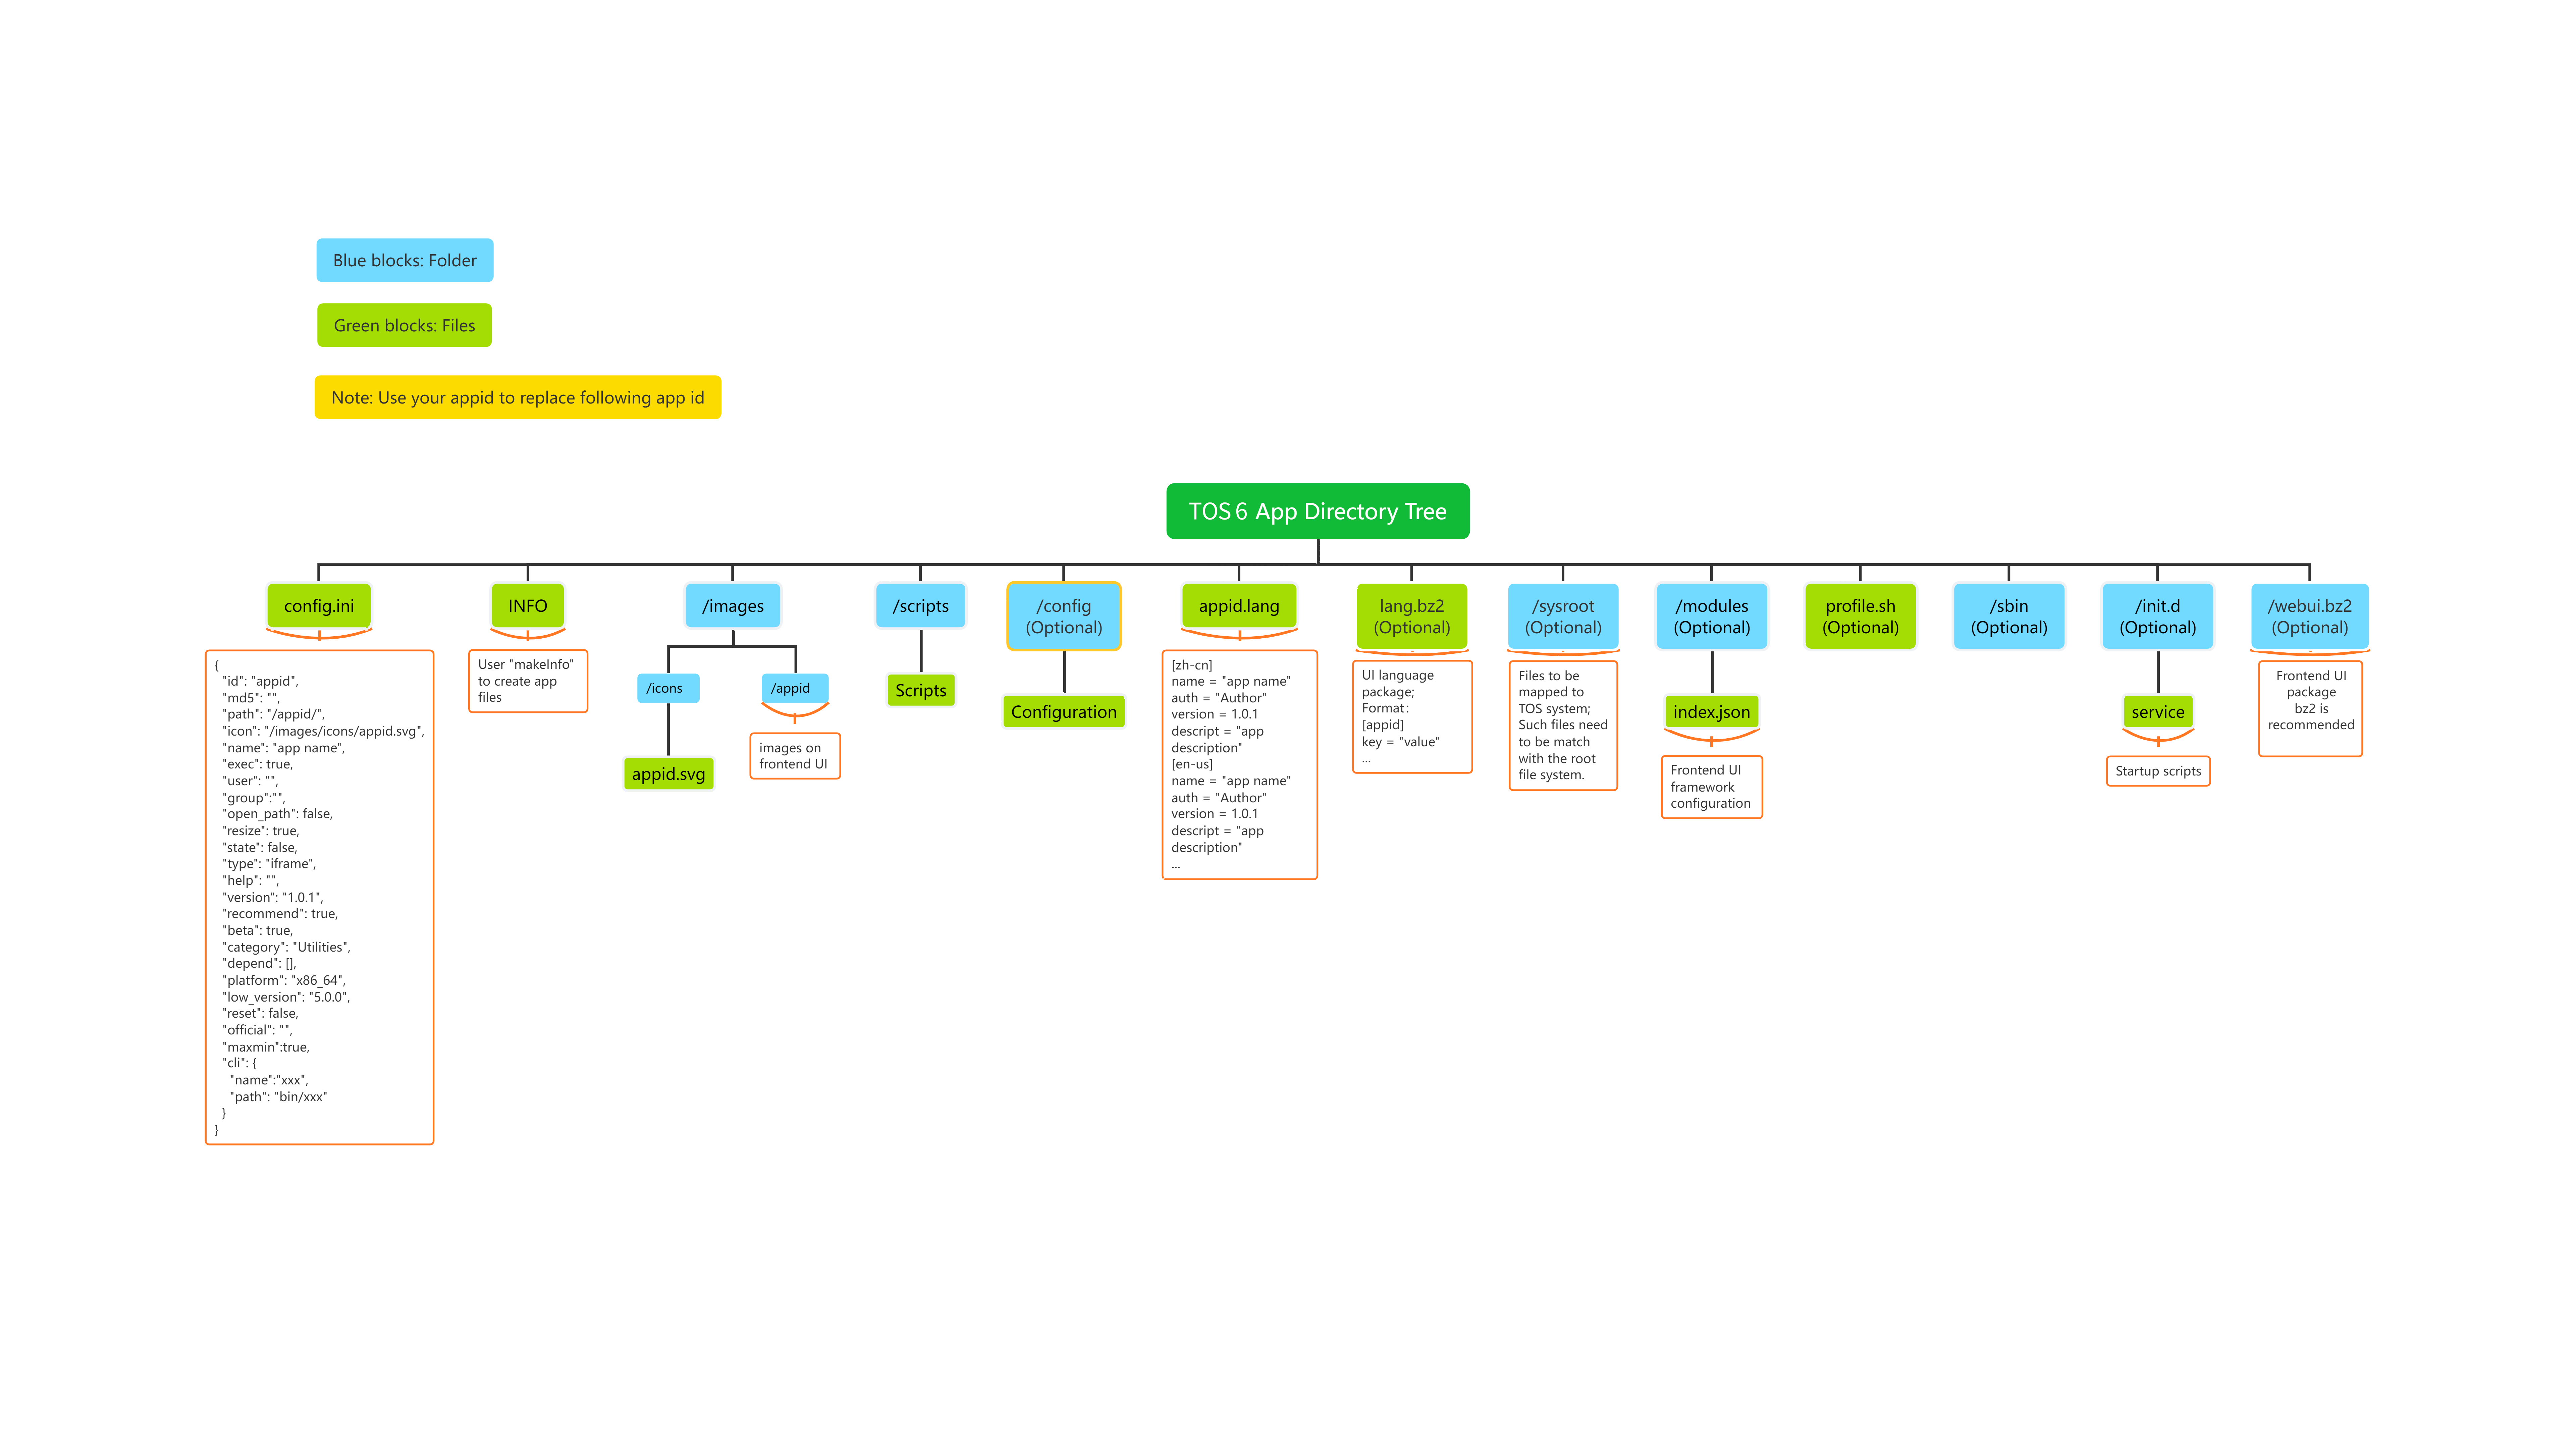 Blue blocks: Folder
Green blocks: Files
Note: Use your appid to replace following app id
TOS 6 App Directory Tree
config.ini
{
"id": "appid",
"md5": "",
"path": "/appid/",
"icon": "/images/icons/appid.svg",
"name": "app name",
"exec": true,
"user": "",
"group":"",
"open_path": false,
"resize": true,
"state": false,
"type": "iframe",
"help": "",
"version": "1.0.1",
"recommend": true,
"beta": true,
"category": "Utilities",
"depend": [],
"platform": "x86_64",
"low_version": "5.0.0",
"reset": false,
"official": "",
"maxmin":true,
"cli": {
"name":"xxx",
"path": "bin/xxx"
}
}
INFO
User "makeInfo"
to create app
files
/images
/icons
appid.svg
/appid
images on
frontend UI
/scripts
Scripts
/config
(Optional)
Configuration
appid.lang
[zh-cn]
name = "app name"
auth = "Author"
version = 1.0.1
descript = "app
description"
[en-us]
name = "app name"
auth = "Author"
version = 1.0.1
descript = "app
description"
...
lang.bz2
(Optional)
UI language
package;
Format:
[appid]
key = "value"
...
/sysroot
(Optional)
Files to be
mapped to
TOS system;
Such files need
to be match
with the root
file system.
/modules
(Optional)
index.json
Frontend UI
framework
configuration
profile.sh
(Optional)
/sbin
(Optional)
/init.d
(Optional)
service
Startup scripts
/webui.bz2
(Optional)
Frontend UI
package
bz2 is
recommended